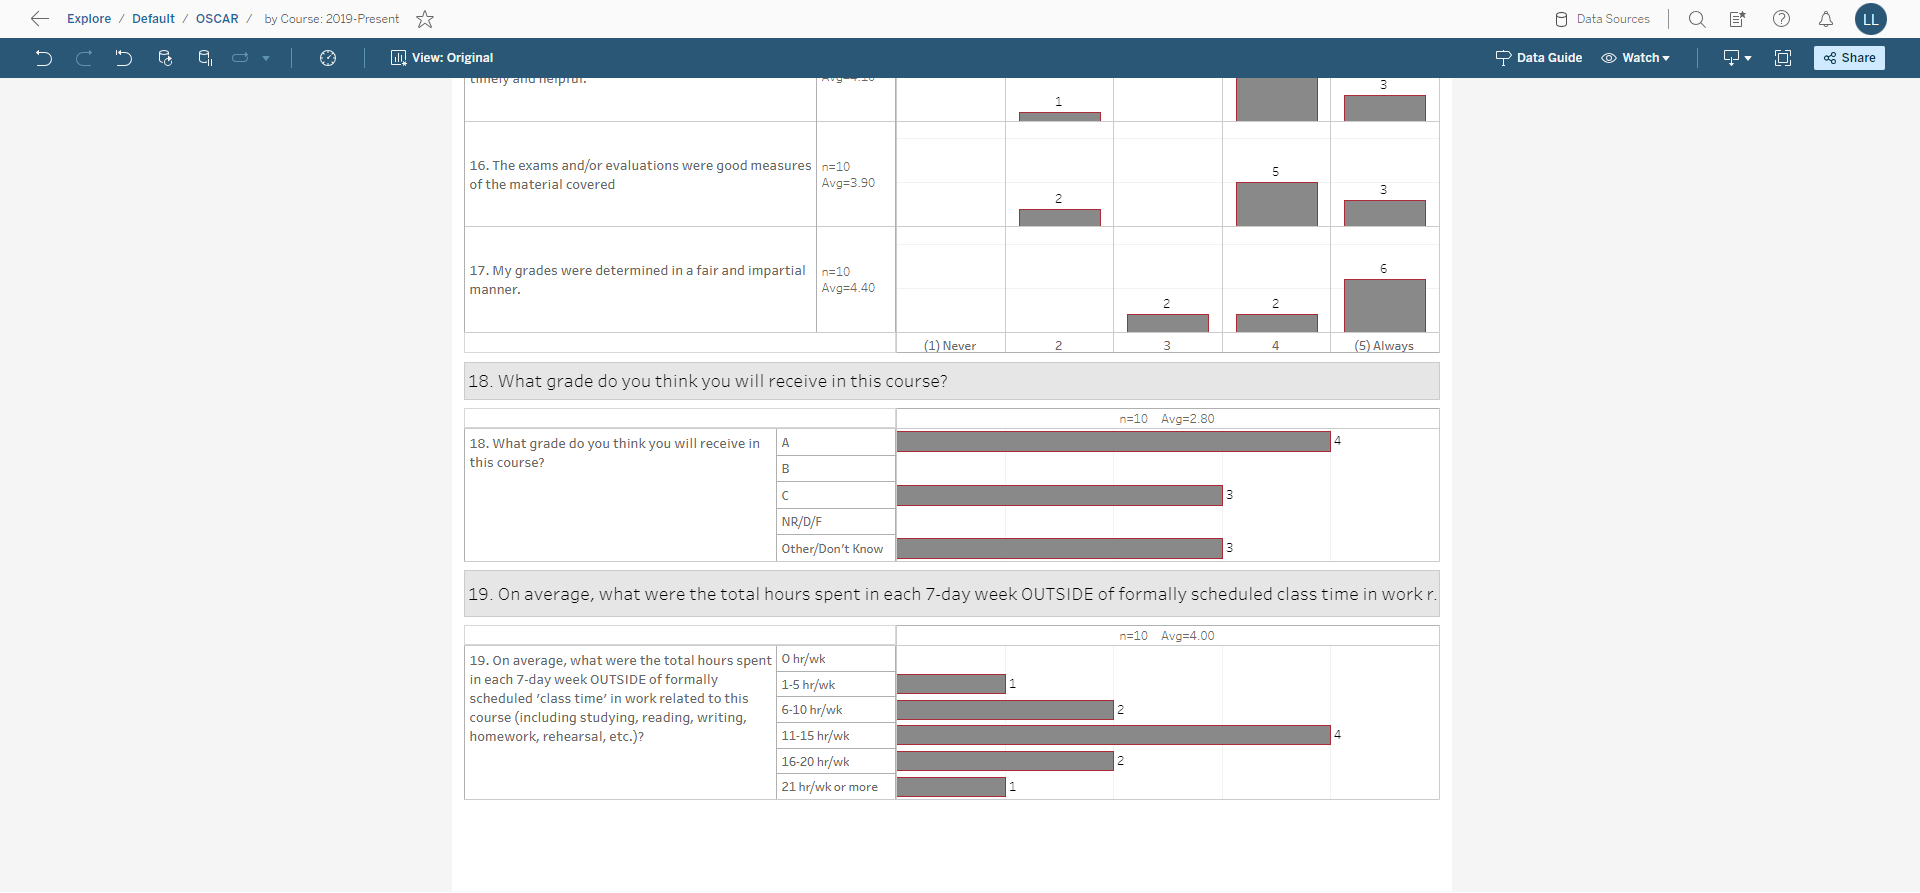 Explore / Default / OSCAR / by Course: 2019-Present
Data Sources
LL
View: Original
Data Guide
Watch
Share
timely and helpful.
Avg=4.10
1
3
16. The exams and/or evaluations were good measures
of the material covered
n=10
Avg=3.90
2
5
3
17. My grades were determined in a fair and impartial
manner.
n=10
Avg=4.40
2
2
6
(1) Never 2 3 4 (5) Always
18. What grade do you think you will receive in this course?
n=10 Avg=2.80
18. What grade do you think you will receive in
this course?
A 4
B
C 3
NR/D/F
Other/Don't Know 3
19. On average, what were the total hours spent in each 7-day week OUTSIDE of formally scheduled class time in work r.
n=10 Avg=4.00
19. On average, what were the total hours spent
in each 7-day week OUTSIDE of formally
scheduled ‘class time’ in work related to this
course (including studying, reading, writing,
homework, rehearsal, etc.)?
0 hr/wk
1-5 hr/wk 1
6-10 hr/wk 2
11-15 hr/wk 4
16-20 hr/wk 2
21 hr/wk or more 1